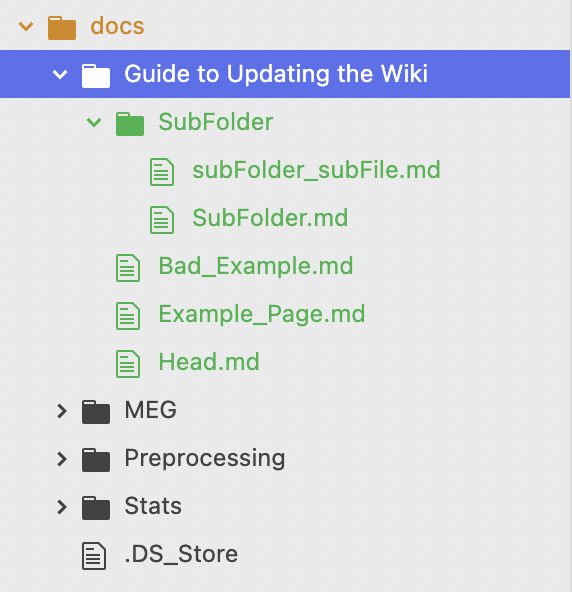 docs
Guide to Updating the Wiki
SubFolder
subFolder_subFile.md
SubFolder.md
Bad_Example.md
Example_Page.md
Head.md
MEG
Preprocessing
Stats
.DS_Store